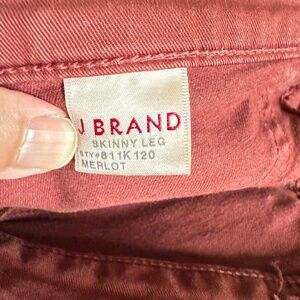 J BRAND
SKINNY LEG
STY#811K120
MERLOT